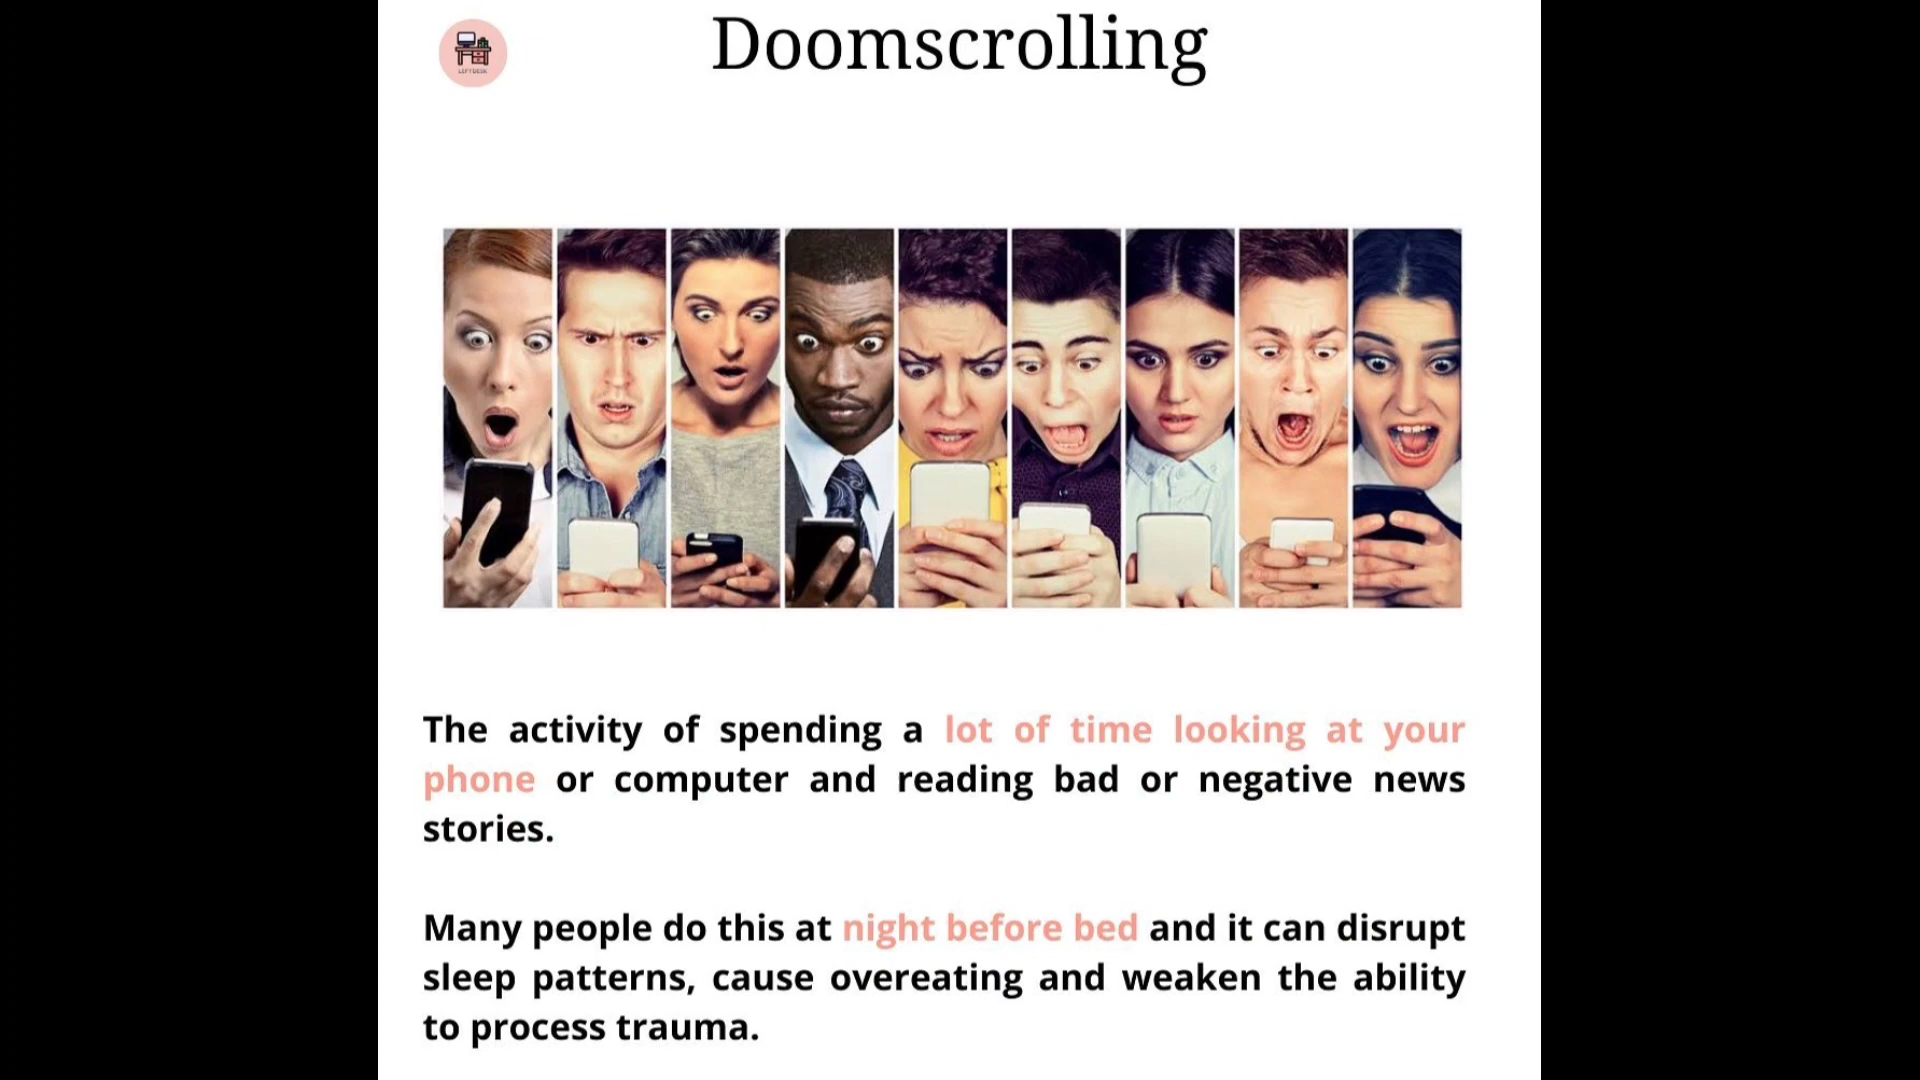 Doomscrolling
LEFT DESK
The activity of spending a lot of time looking at your
phone or computer and reading bad or negative news
stories.
Many people do this at night before bed and it can disrupt
sleep patterns, cause overeating and weaken the ability
to process trauma.